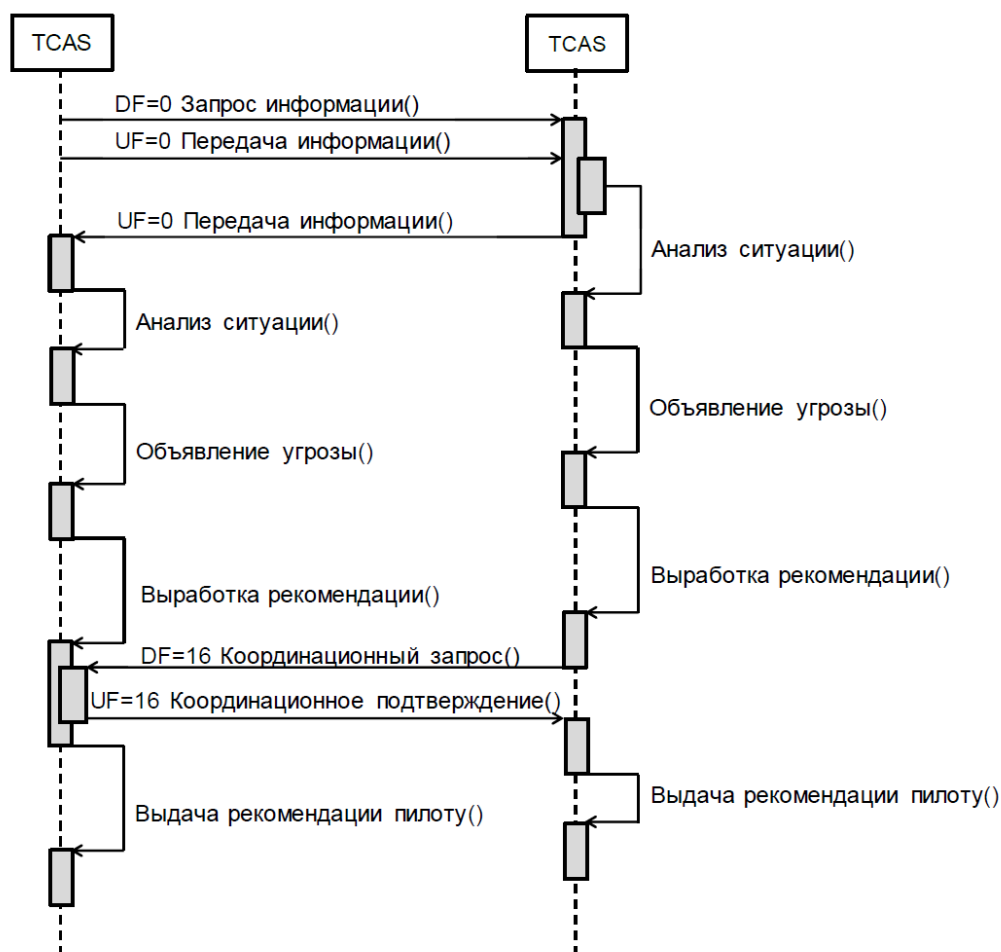 TCAS
TCAS
DF=0 Запрос информации()
UF=0 Передача информации()
UF=0 Передача информации()
Анализ ситуации()
Анализ ситуации()
Объявление угрозы()
Объявление угрозы()
Выработка рекомендации()
Выработка рекомендации()
DF=16 Координационный запрос()
UF=16 Координационное подтверждение()
Выдача рекомендации пилоту()
Выдача рекомендации пилоту()